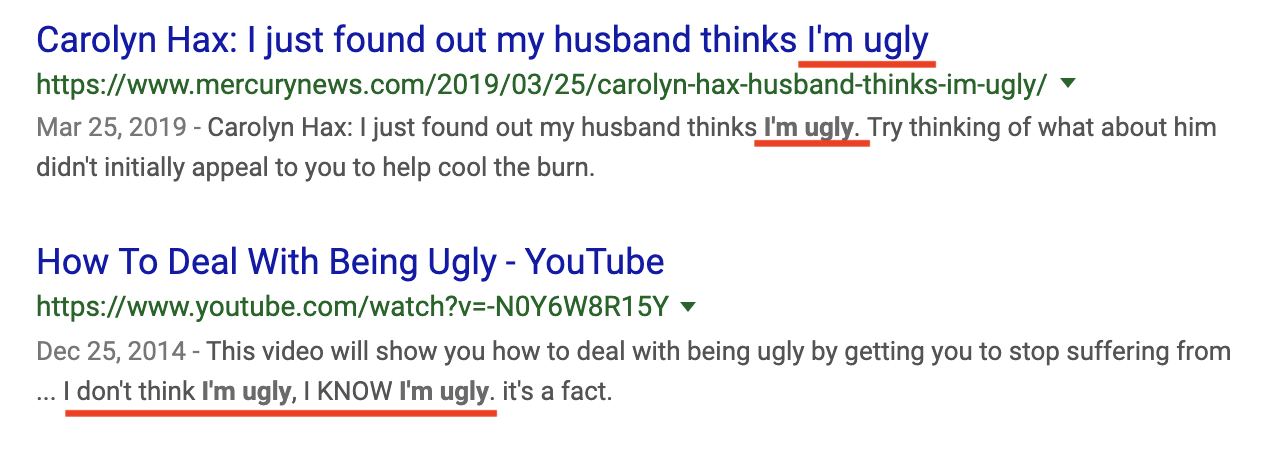 Carolyn Hax: I just found out my husband thinks I'm ugly
https://www.mercurynews.com/2019/03/25/carolyn-hax-husband-thinks-im-ugly/
Mar 25, 2019 - Carolyn Hax: I just found out my husband thinks I'm ugly. Try thinking of what about him
didn't initially appeal to you to help cool the burn.
How To Deal With Being Ugly - YouTube
https://www.youtube.com/watch?v=-N0Y6W8R15Y
Dec 25, 2014 - This video will show you how to deal with being ugly by getting you to stop suffering from
... I don't think I'm ugly, I KNOW I'm ugly. it's a fact.